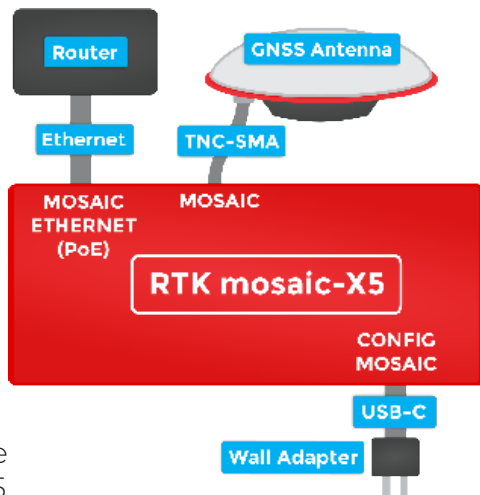 Router
GNSS Antenna
Ethernet
TNC-SMA
MOSAIC
ETHERNET
(PoE)
MOSAIC
RTK mosaic-X5
CONFIG
MOSAIC
USB-C
Wall Adapter